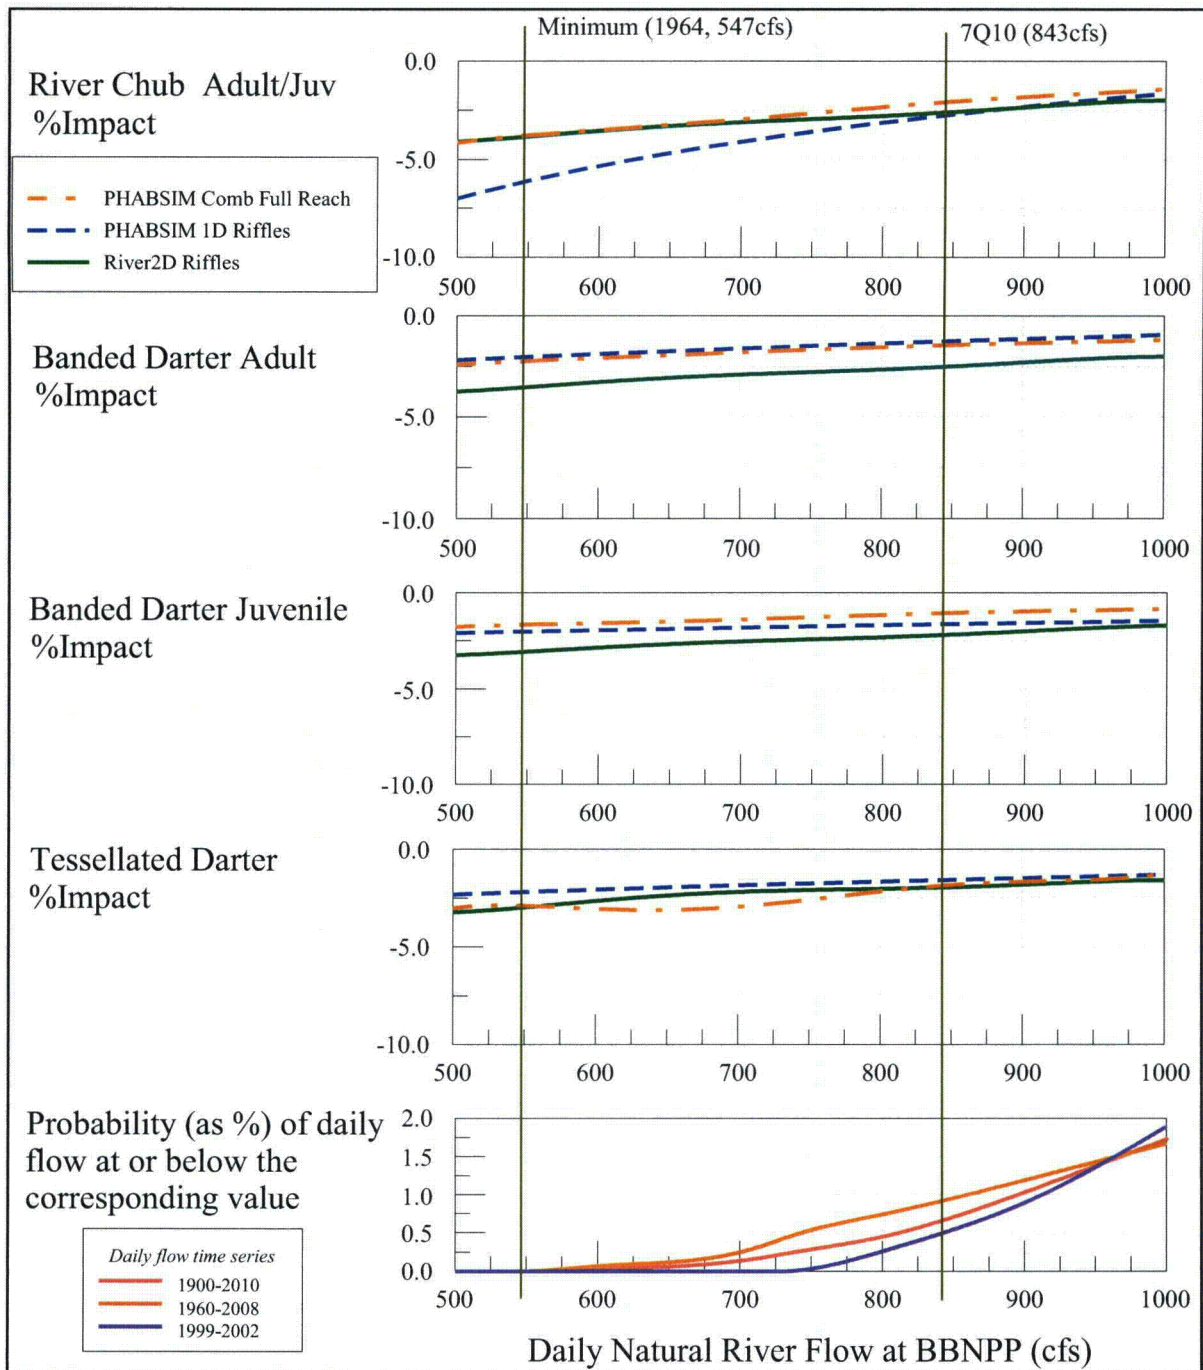 Minimum (1964, 547cfs)
7Q10 (843cfs)
River Chub Adult/Juv
%Impact
PHABSIM Comb Full Reach
PHABSIM 1D Riffles
River2D Riffles
0.0
-5.0
-10.0
500 600 700 800 900 1000
Banded Darter Adult
%Impact
0.0
-5.0
-10.0
500 600 700 800 900 1000
Banded Darter Juvenile
%Impact
0.0
-5.0
-10.0
500 600 700 800 900 1000
Tessellated Darter
%Impact
0.0
-5.0
-10.0
500 600 700 800 900 1000
Probability (as %) of daily
flow at or below the
corresponding value
Daily flow time series
1900-2010
1960-2008
1999-2002
2.0
1.5
1.0
0.5
0.0
500 600 700 800 900 1000
Daily Natural River Flow at BBNPP (cfs)